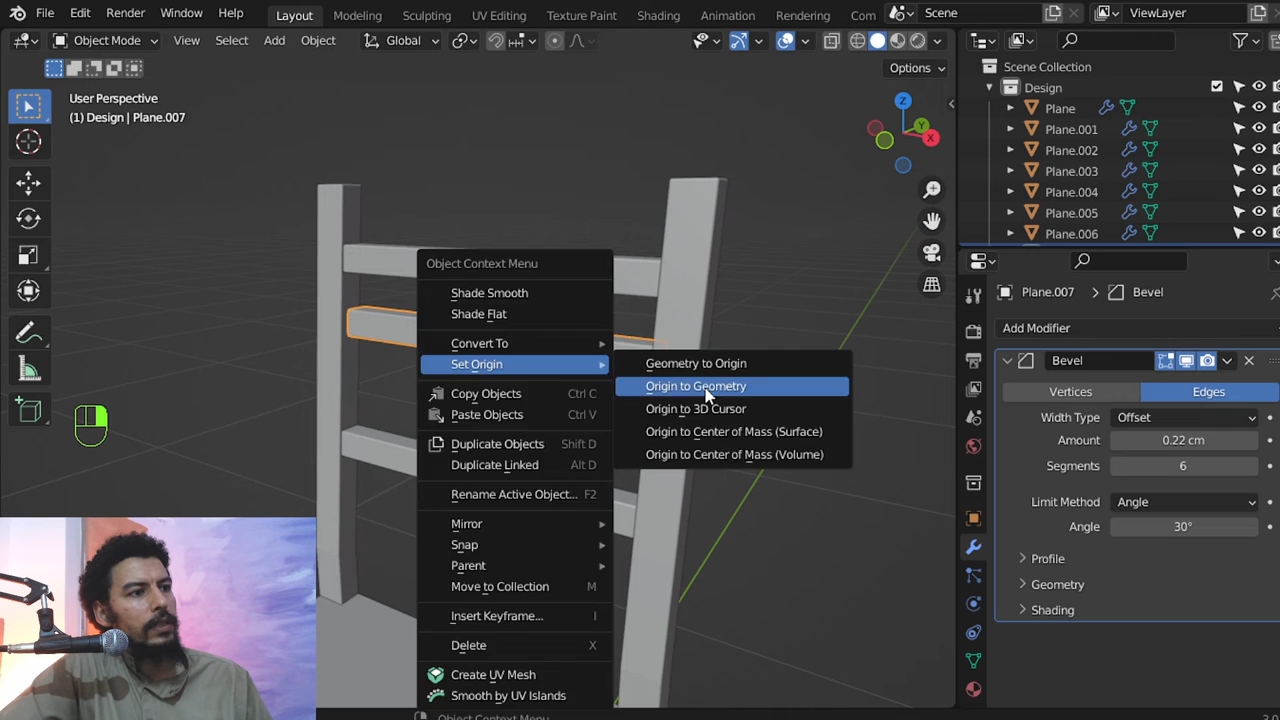 File Edit Render Window Help Layout Modeling Sculpting UV Editing Texture Paint Shading Animation Rendering Com Scene ViewLayer
Object Mode View Select Add Object Global
Options
User Perspective
(1) Design | Plane.007
Z
Y
X
Scene Collection
Design
Plane
Plane.001
Plane.002
Plane.003
Plane.004
Plane.005
Plane.006
Object Context Menu
Shade Smooth
Shade Flat
Convert To
Set Origin
Copy Objects Ctrl C
Paste Objects Ctrl V
Duplicate Objects Shift D
Duplicate Linked Alt D
Rename Active Object... F2
Mirror
Snap
Parent
Move to Collection M
Insert Keyframe... I
Delete X
Create UV Mesh
Smooth by UV Islands
Geometry to Origin
Origin to Geometry
Origin to 3D Cursor
Origin to Center of Mass (Surface)
Origin to Center of Mass (Volume)
Plane.007 Bevel
Add Modifier
Bevel
Vertices Edges
Width Type Offset
Amount 0.22 cm
Segments 6
Limit Method Angle
Angle 30°
Profile
Geometry
Shading
Object Context Menu